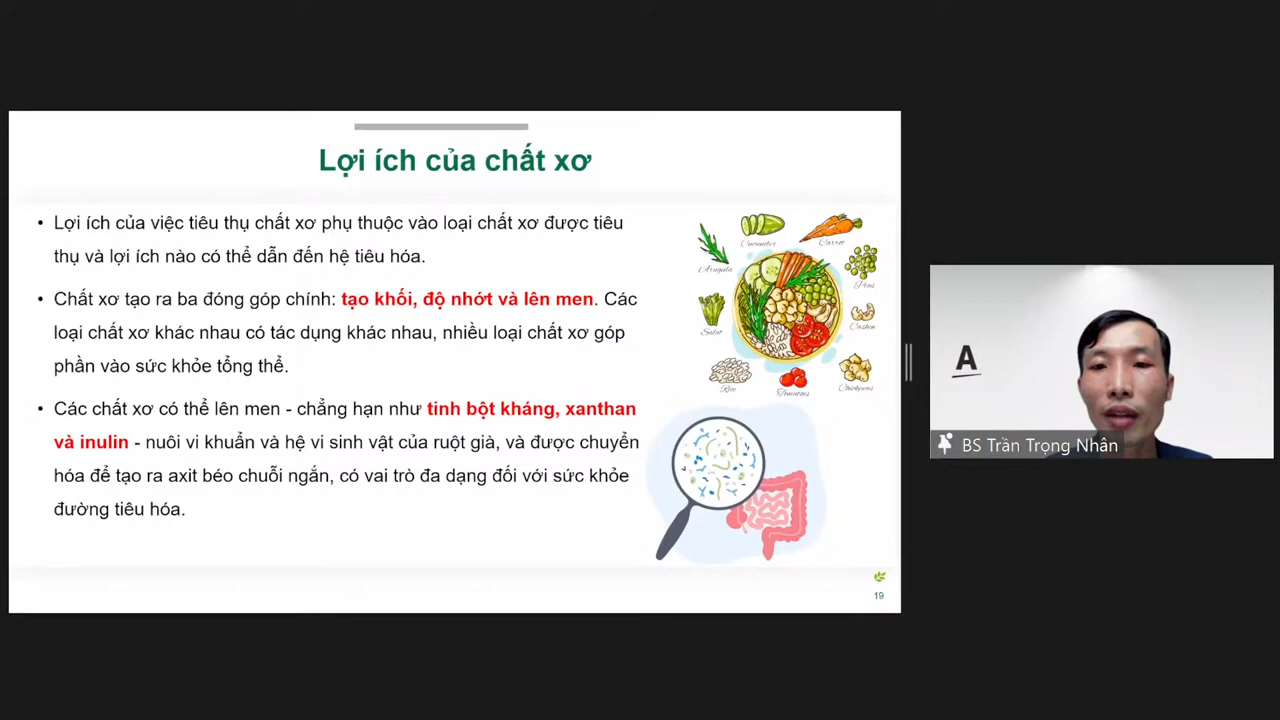 Lợi ích của chất xơ
• Lợi ích của việc tiêu thụ chất xơ phụ thuộc vào loại chất xơ được tiêu
thụ và lợi ích nào có thể dẫn đến hệ tiêu hóa.
• Chất xơ tạo ra ba đóng góp chính: tạo khối, độ nhớt và lên men. Các
loại chất xơ khác nhau có tác dụng khác nhau, nhiều loại chất xơ góp
phần vào sức khỏe tổng thể.
• Các chất xơ có thể lên men - chẳng hạn như tinh bột kháng, xanthan
và inulin - nuôi vi khuẩn và hệ vi sinh vật của ruột già, và được chuyển
hóa để tạo ra axit béo chuỗi ngắn, có vai trò đa dạng đối với sức khỏe
đường tiêu hóa.
Cucumber
Carrot
Arugula
Peas
Salat
Cashew
Rice
Tomatoes
Chickpeas
19
A
BS Trần Trọng Nhân